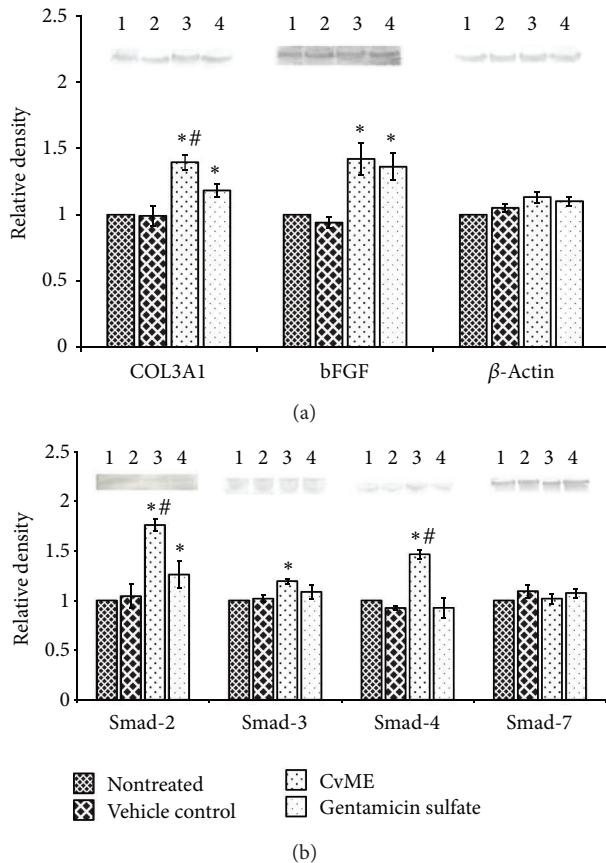 2.5
1 2 3 4 1 2 3 4 1 2 3 4
2
∗#
∗ ∗
1.5
∗
1
0.5
0
Relative density
COL3A1 bFGF β-Actin
(a)
2.5
1 2 3 4 1 2 3 4 1 2 3 4 1 2 3 4
2
∗#
∗#
1.5
∗
∗
1
0.5
0
Relative density
Smad-2 Smad-3 Smad-4 Smad-7
Nontreated CvME
Vehicle control Gentamicin sulfate
(b)